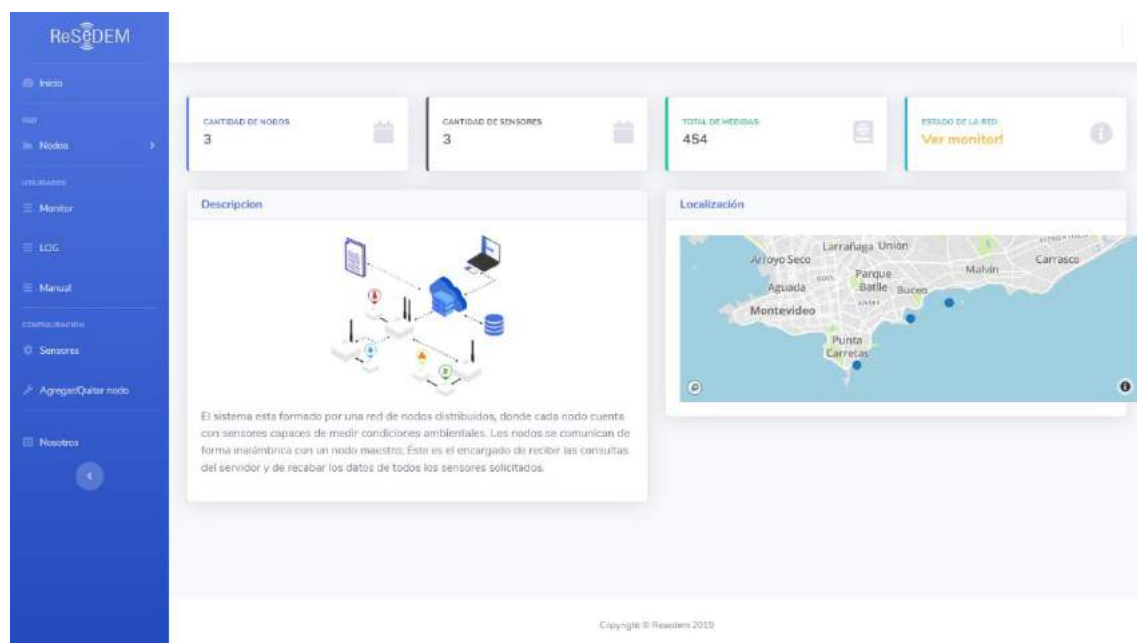 ReSeDEM
Inicio
RED
Nodos
UTILIDADES
Monitor
LOG
Manual
CONFIGURACIÓN
Sensores
Agregar/Quitar nodo
Nosotros
CANTIDAD DE NODOS
3
CANTIDAD DE SENSORES
3
TOTAL DE MEDIDAS
454
ESTADO DE LA RED
Ver monitor!
Descripcion
El sistema esta formado por una red de nodos distribuidos, donde cada nodo cuenta
con sensores capaces de medir condiciones ambientales. Los nodos se comunican de
forma inalámbrica con un nodo maestro; Éste es el encargado de recibir las consultas
del servidor y de recabar los datos de todos los sensores solicitados.
Localización
Larrañaga Unión
Arroyo Seco
Carrasco
Parque
Batlle
Malvín
Aguada
Buceo
Montevideo
Punta
Carretas
Copyright © Resedem 2019